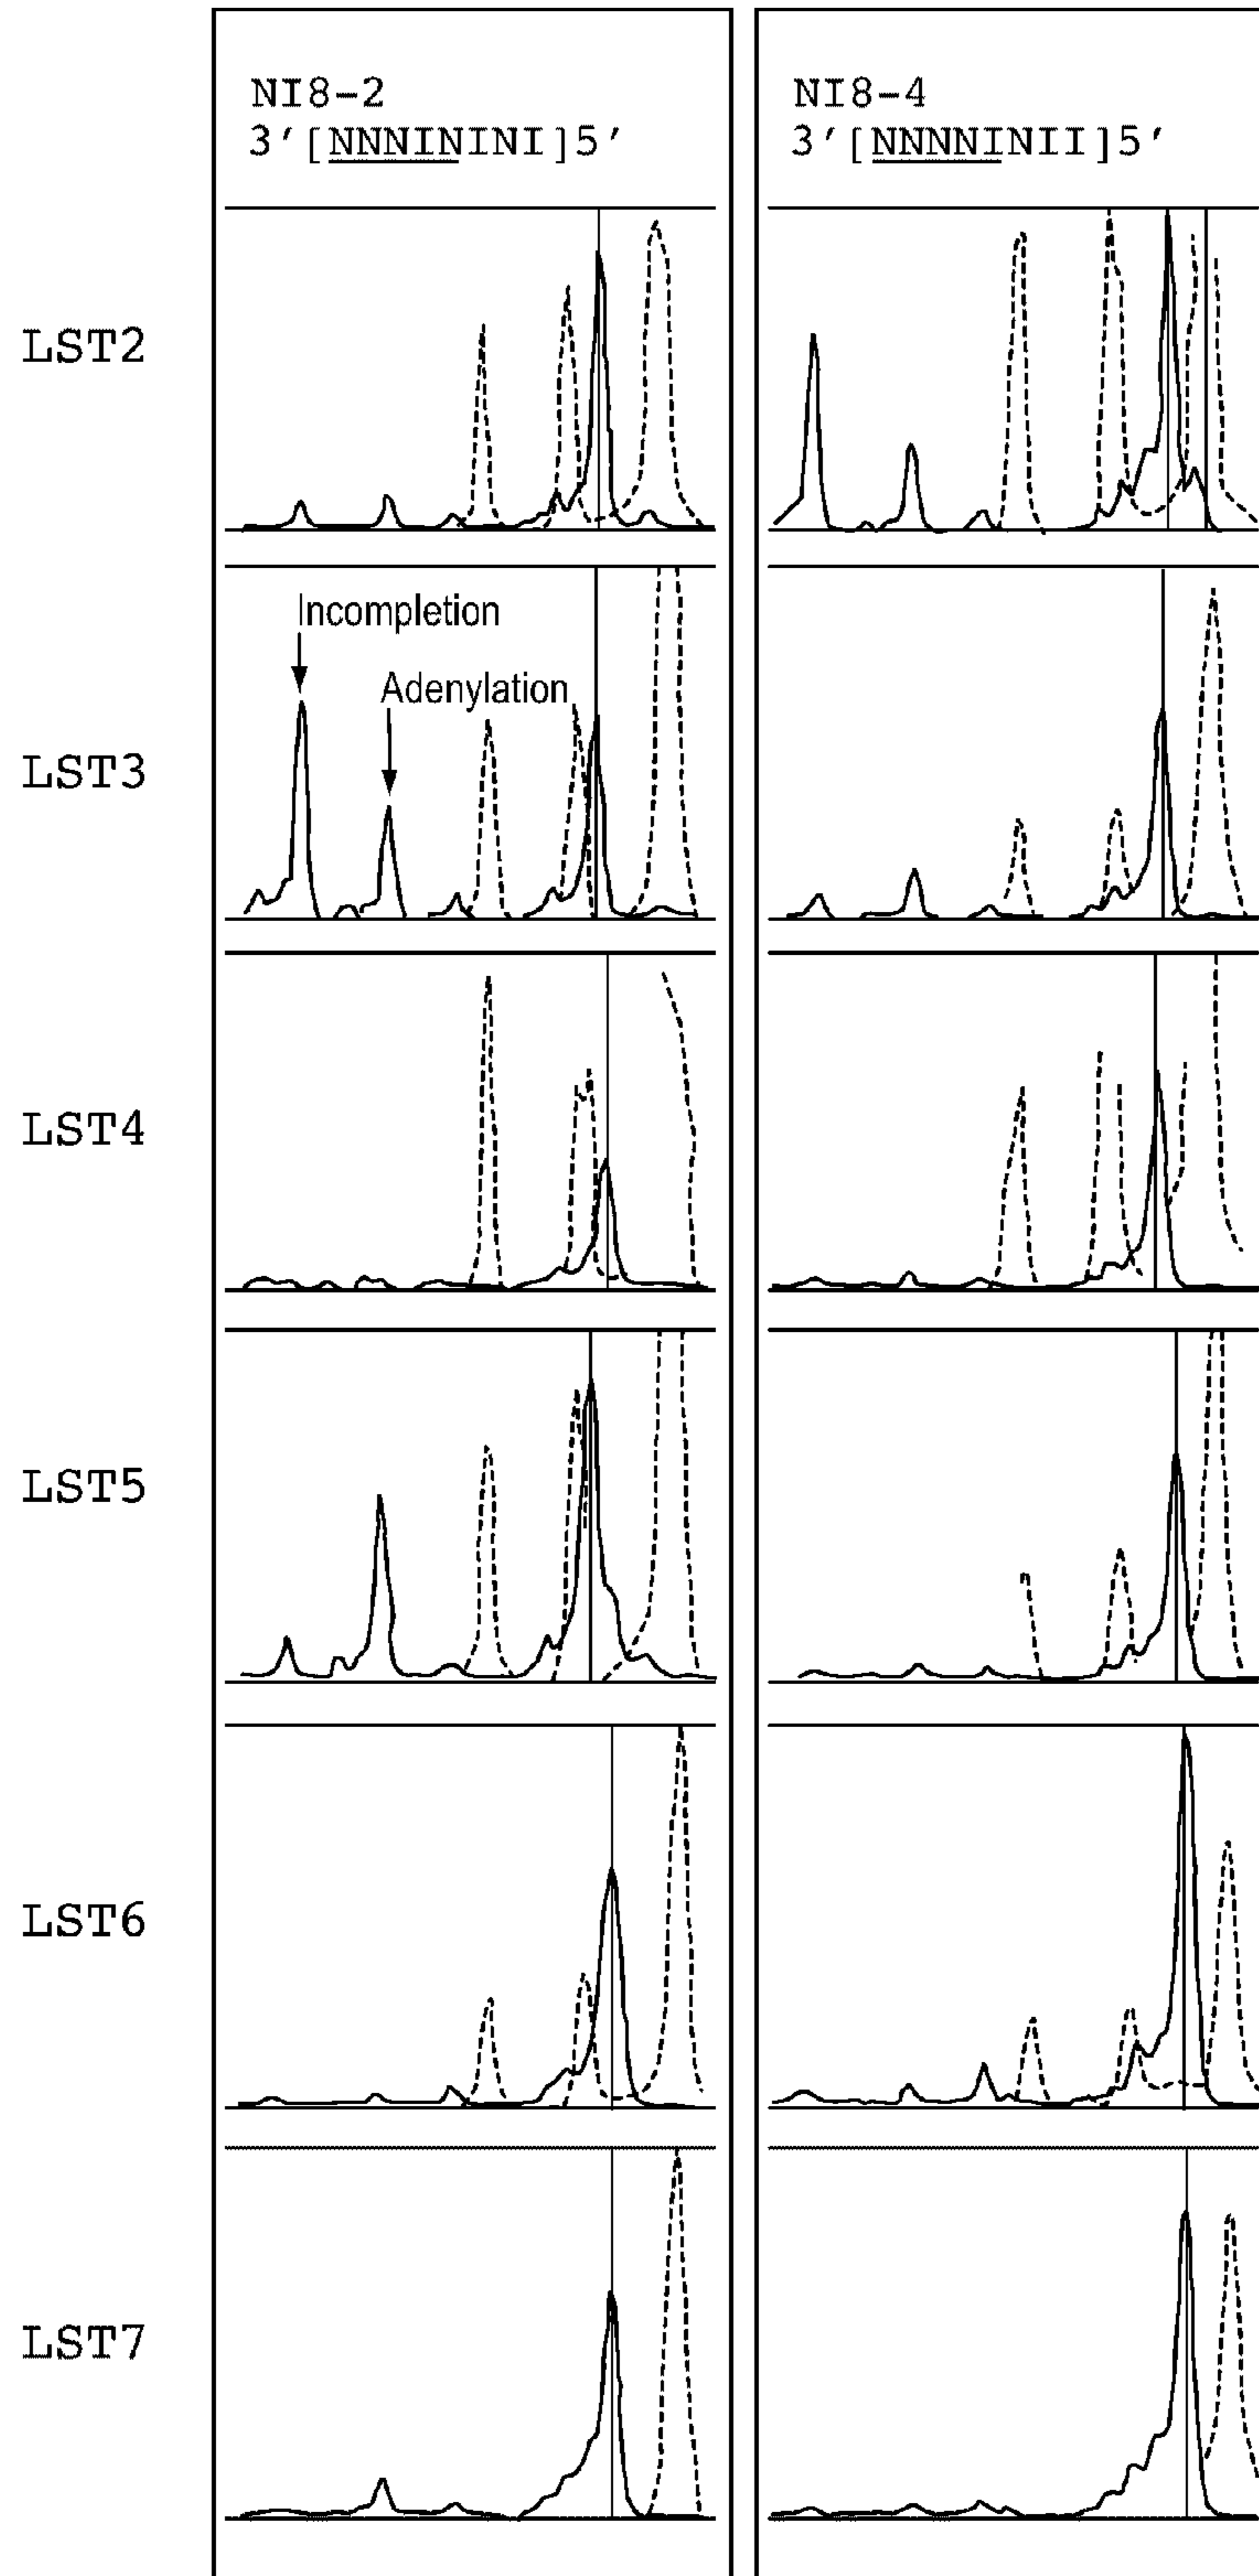 NI8-2
3′[NNNININI]5′
NI8-4
3′[NNNNINII]5′
LST2
LST3
Incompletion
Adenylation
LST4
LST5
LST6
LST7